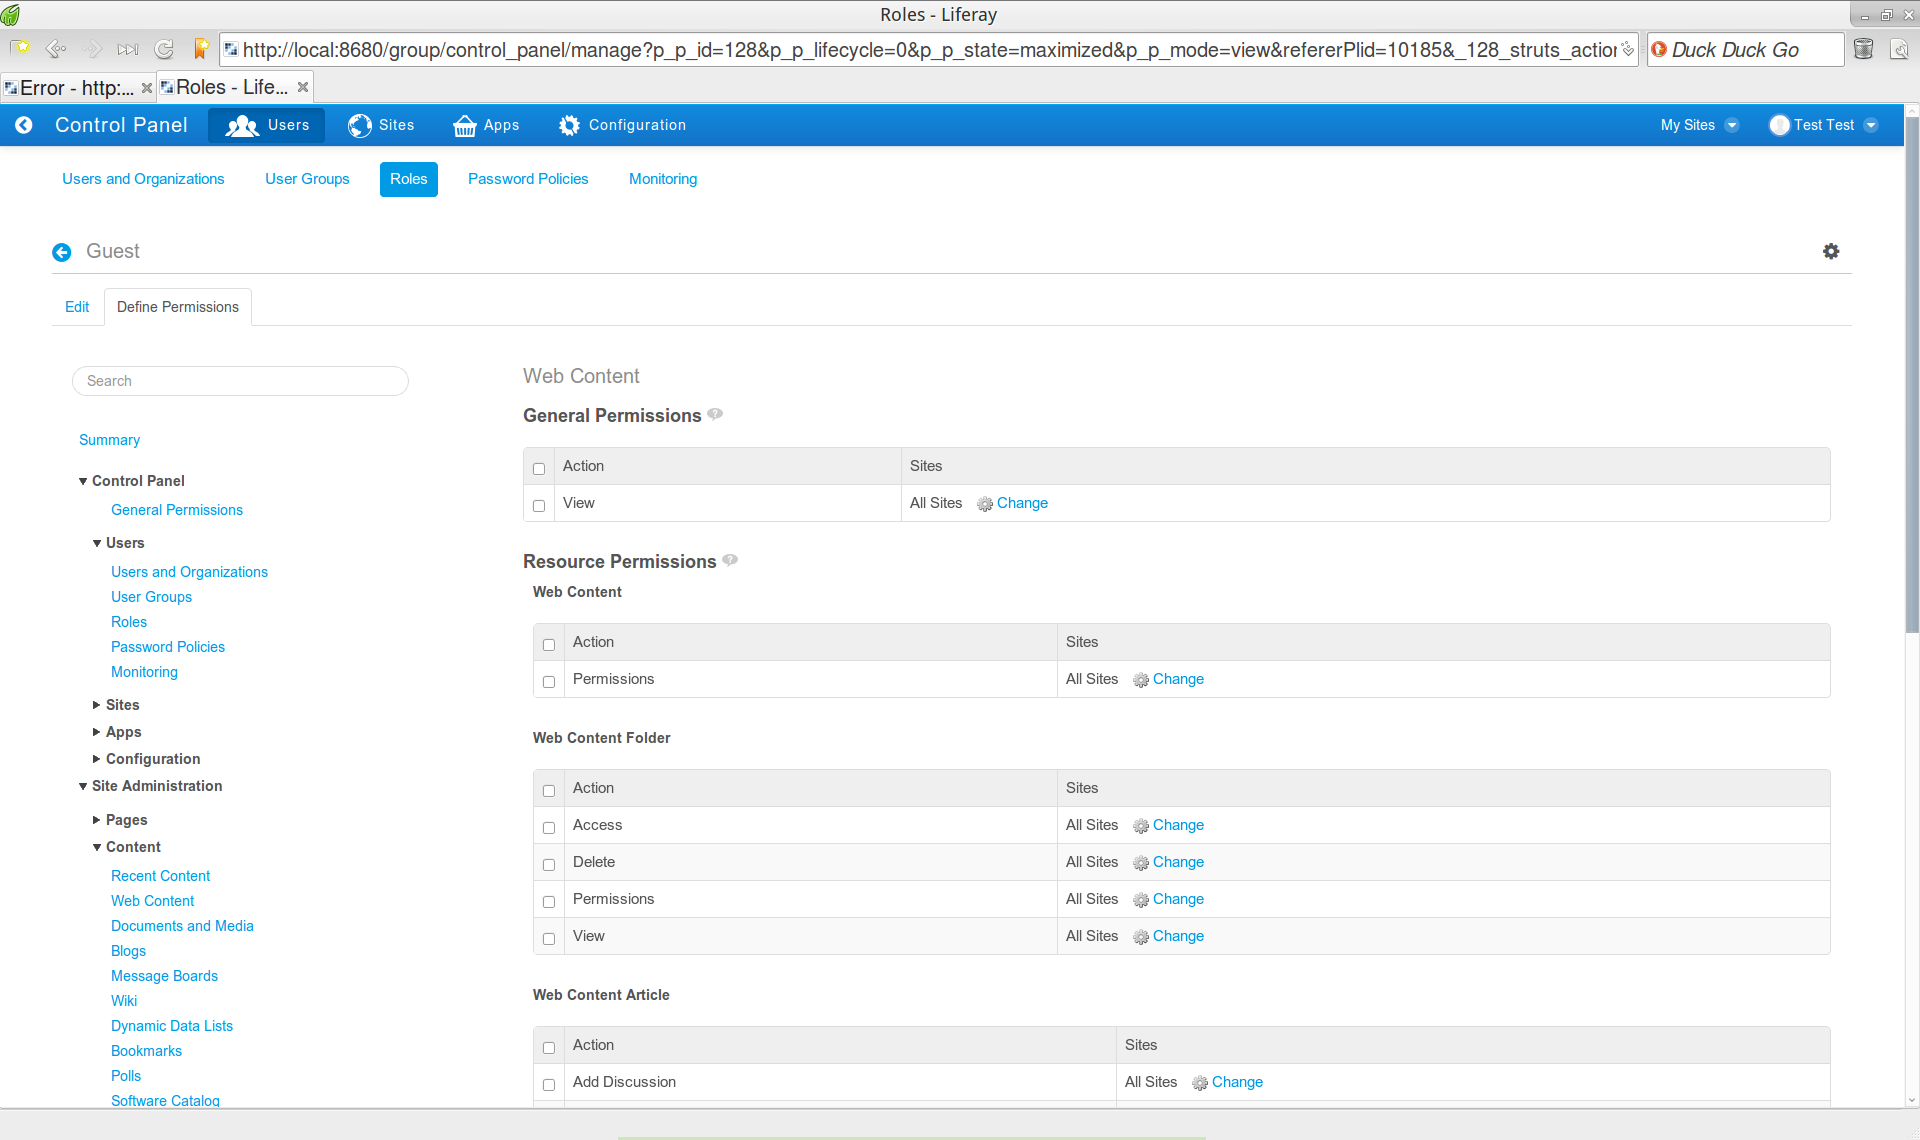 Roles - Liferay
http://local:8680/group/control_panel/manage?p_p_id=128&p_p_lifecycle=0&p_p_state=maximized&p_p_mode=view&refererPlid=10185&_128_struts_action
Duck Duck Go
Error - http:...
Roles - Life...
Control Panel Users Sites Apps Configuration My Sites Test Test
Users and Organizations User Groups Roles Password Policies Monitoring
Guest
Edit Define Permissions
Search
Summary
Control Panel
General Permissions
Users
Users and Organizations
User Groups
Roles
Password Policies
Monitoring
Sites
Apps
Configuration
Site Administration
Pages
Content
Recent Content
Web Content
Documents and Media
Blogs
Message Boards
Wiki
Dynamic Data Lists
Bookmarks
Polls
Software Catalog
Web Content
General Permissions
Action Sites
View All Sites Change
Resource Permissions
Web Content
Action Sites
Permissions All Sites Change
Web Content Folder
Action Sites
Access All Sites Change
Delete All Sites Change
Permissions All Sites Change
View All Sites Change
Web Content Article
Action Sites
Add Discussion All Sites Change